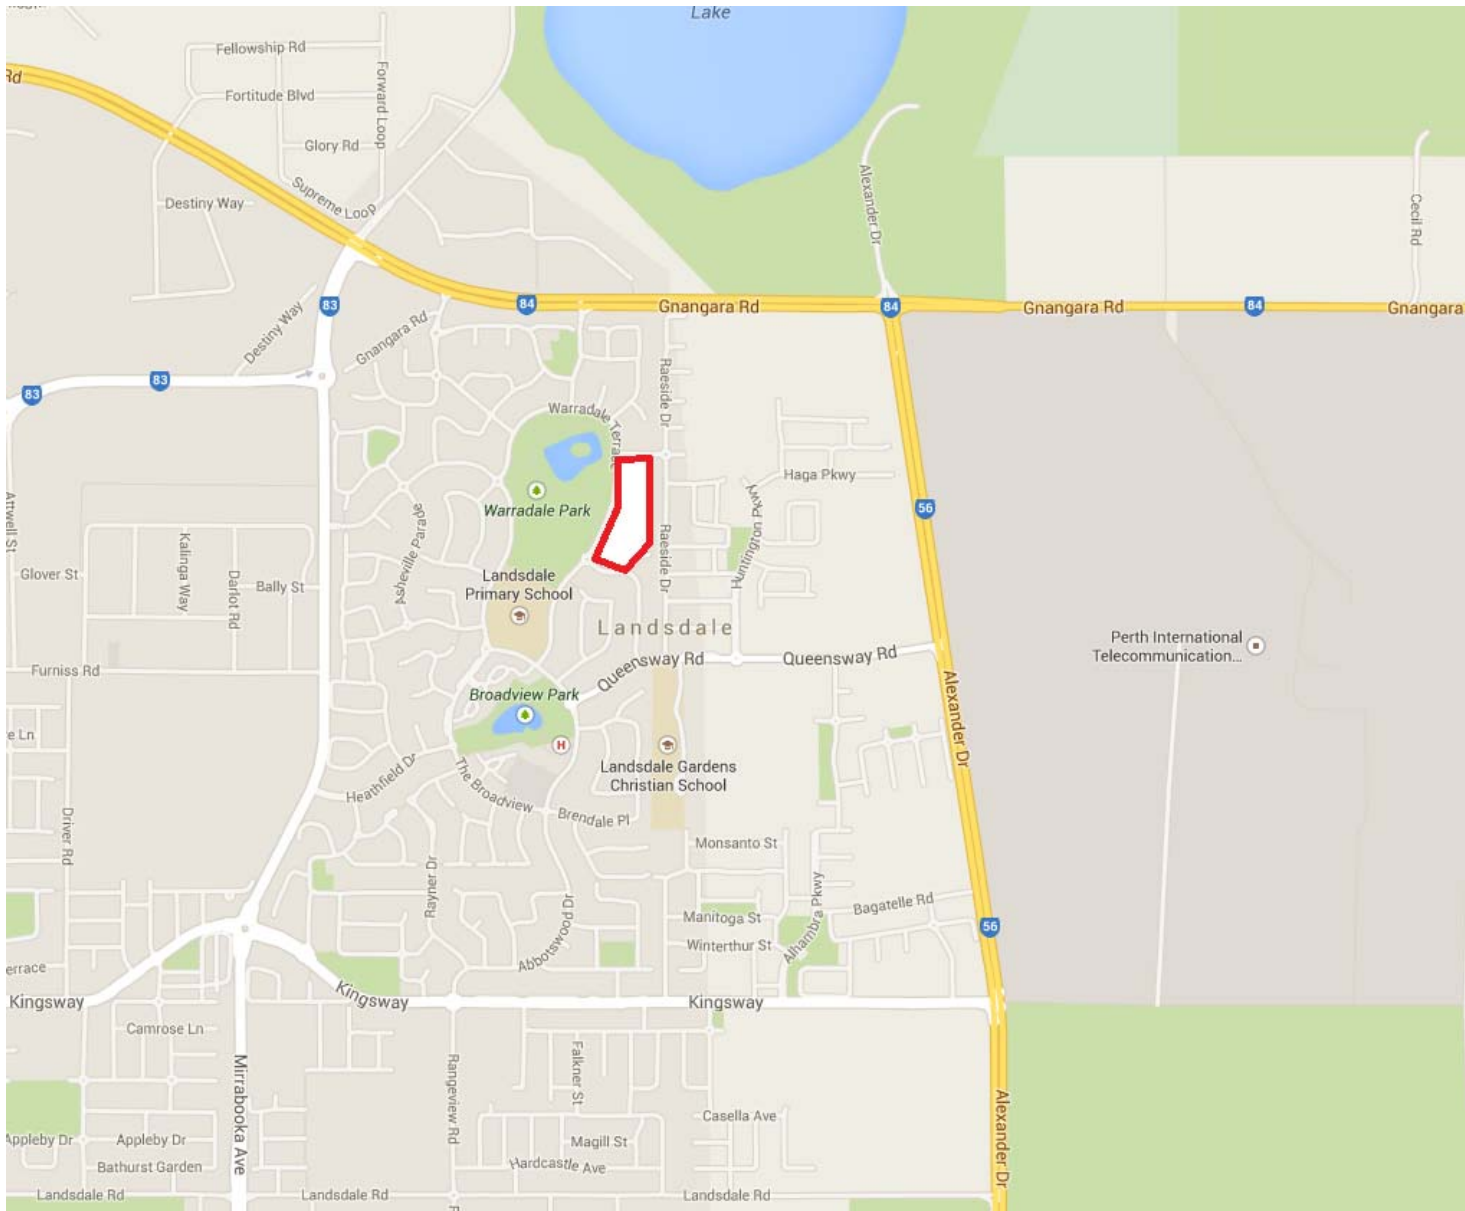 Lake
Fellowship Rd
Rd
Forward Loop
Fortitude Blvd
Glory Rd
Supreme Loop
Destiny Way
Alexander Dr
Cecil Rd
83
84
Gnangara Rd
84
Gnangara Rd
84
Gnangara
Destiny Way
Gnangara Rd
83
83
Raeside Dr
Warradale Terrace
Haga Pkwy
Attwell St
Asheville Parade
Warradale Park
Huntington Pkwy
56
Raeside Dr
Kalinga Way
Glover St
Darlot Rd
Bally St
Landsdale
Primary School
Landsdale
Perth International
Telecommunication...
Furniss Rd
Queensway Rd
Queensway Rd
Broadview Park
Alexander Dr
e Ln
H
Landsdale Gardens
Christian School
Heathfield Dr
The Broadview
Brendale Pl
Driver Rd
Monsanto St
Rayner Dr
Alhambra Pkwy
Bagatelle Rd
Abbotswood Dr
Manitoga St
56
Winterthur St
errace
Kingsway
Kingsway
Kingsway
Camrose Ln
Mirrabooka Ave
Rangeview Rd
Falkner St
Casella Ave
Alexander Dr
Appleby Dr
Appleby Dr
Magill St
Bathurst Garden
Hardcastle Ave
Landsdale Rd
Landsdale Rd
Landsdale Rd